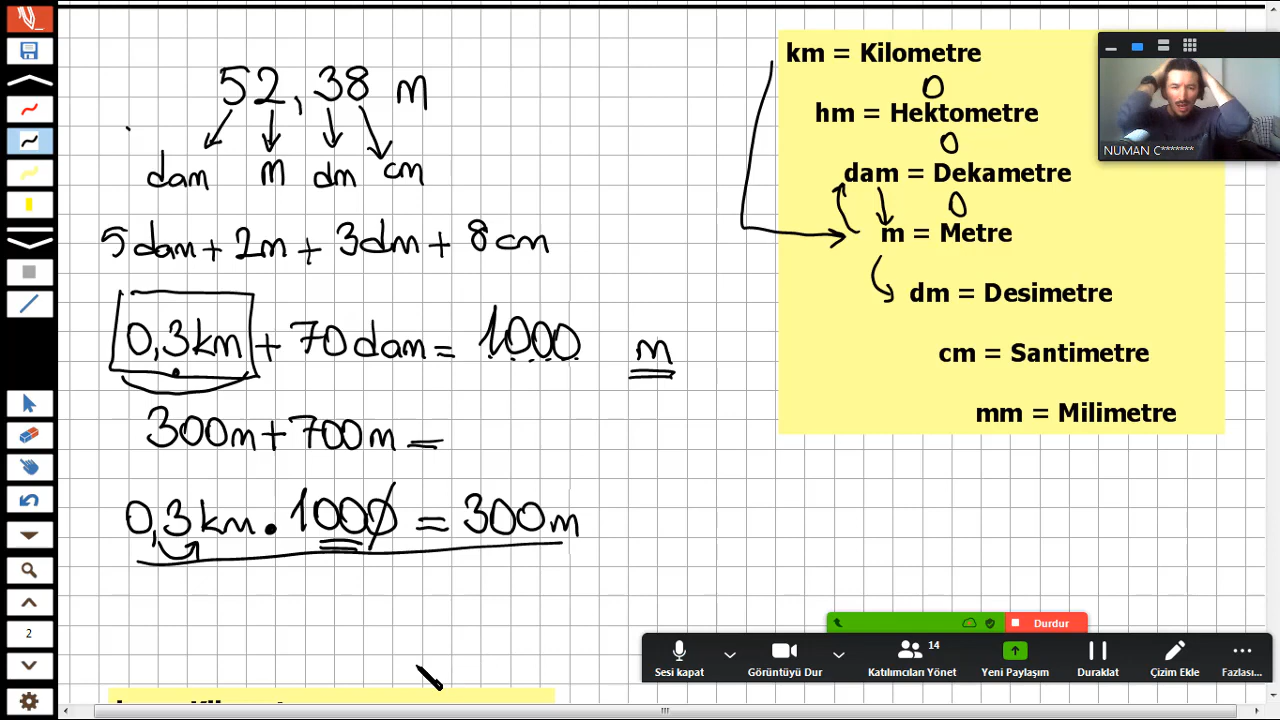 52,38 m
dam m dm cm
5 dam + 2m + 3dm + 8cm
0,3km + 70dam = 1000 m
300m + 700m =
0,3km . 1000 = 300m
km = Kilometre
0
hm = Hektometre
0
dam = Dekametre
0
m = Metre
dm = Desimetre
cm = Santimetre
mm = Milimetre
NUMAN C*******
2
Durdur
14
Sesi kapat
Görüntüyü Dur
Katılımcıları Yönet
Yeni Paylaşım
Duraklat
Çizim Ekle
Fazlası...